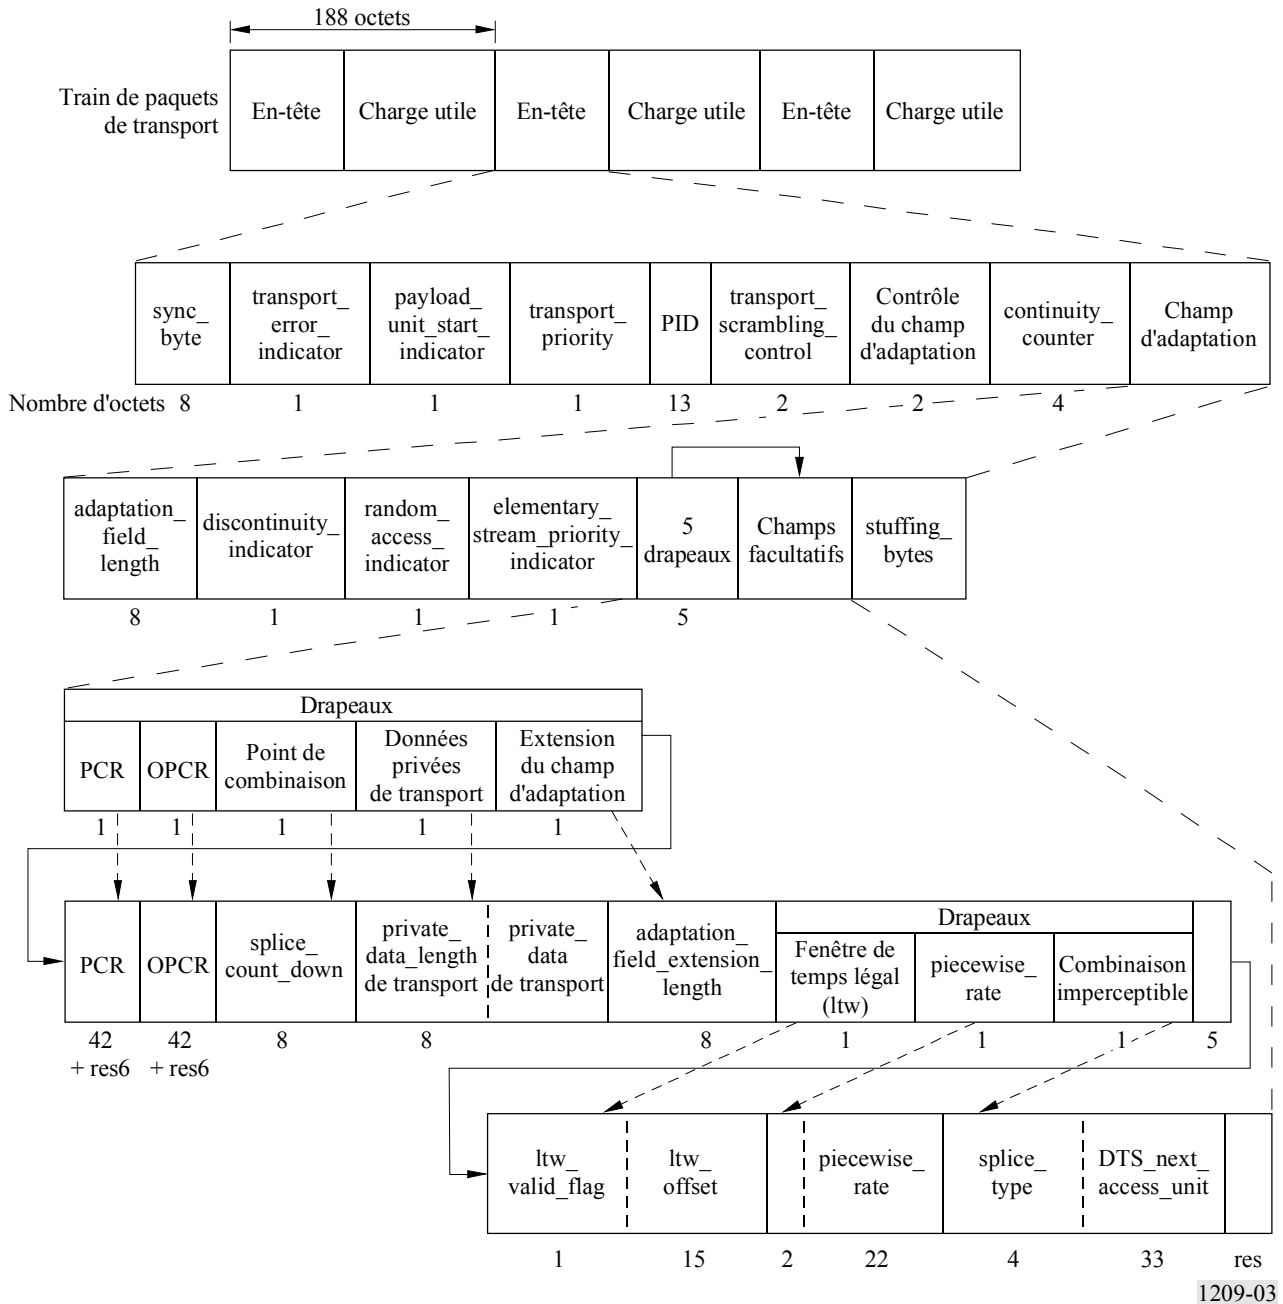 188 octets
Train de paquets
de transport
En-tête
Charge utile
En-tête
Charge utile
En-tête
Charge utile
sync_
byte
transport_
error_
indicator
payload_
unit_start_
indicator
transport_
priority
PID
transport_
scrambling_
control
Contrôle
du champ
d'adaptation
continuity_
counter
Champ
d'adaptation
Nombre d'octets 8 1 1 1 13 2 2 4
adaptation_
field_
length
discontinuity_
indicator
random_
access_
indicator
elementary_
stream_priority_
indicator
5
drapeaux
Champs
facultatifs
stuffing_
bytes
8 1 1 1 5
Drapeaux
PCR
OPCR
Point de
combinaison
Données
privées
de transport
Extension
du champ
d'adaptation
1 1 1 1 1
PCR
OPCR
splice_
count_down
private_
data_length
de transport
private_
data
de transport
adaptation_
field_extension_
length
Drapeaux
Fenêtre de
temps légal
(ltw)
piecewise_
rate
Combinaison
imperceptible
42
+ res6
42
+ res6
8 8 8 1 1 1 5
ltw_
valid_flag
ltw_
offset
piecewise_
rate
splice_
type
DTS_next_
access_unit
1 15 2 22 4 33 res
1209-03